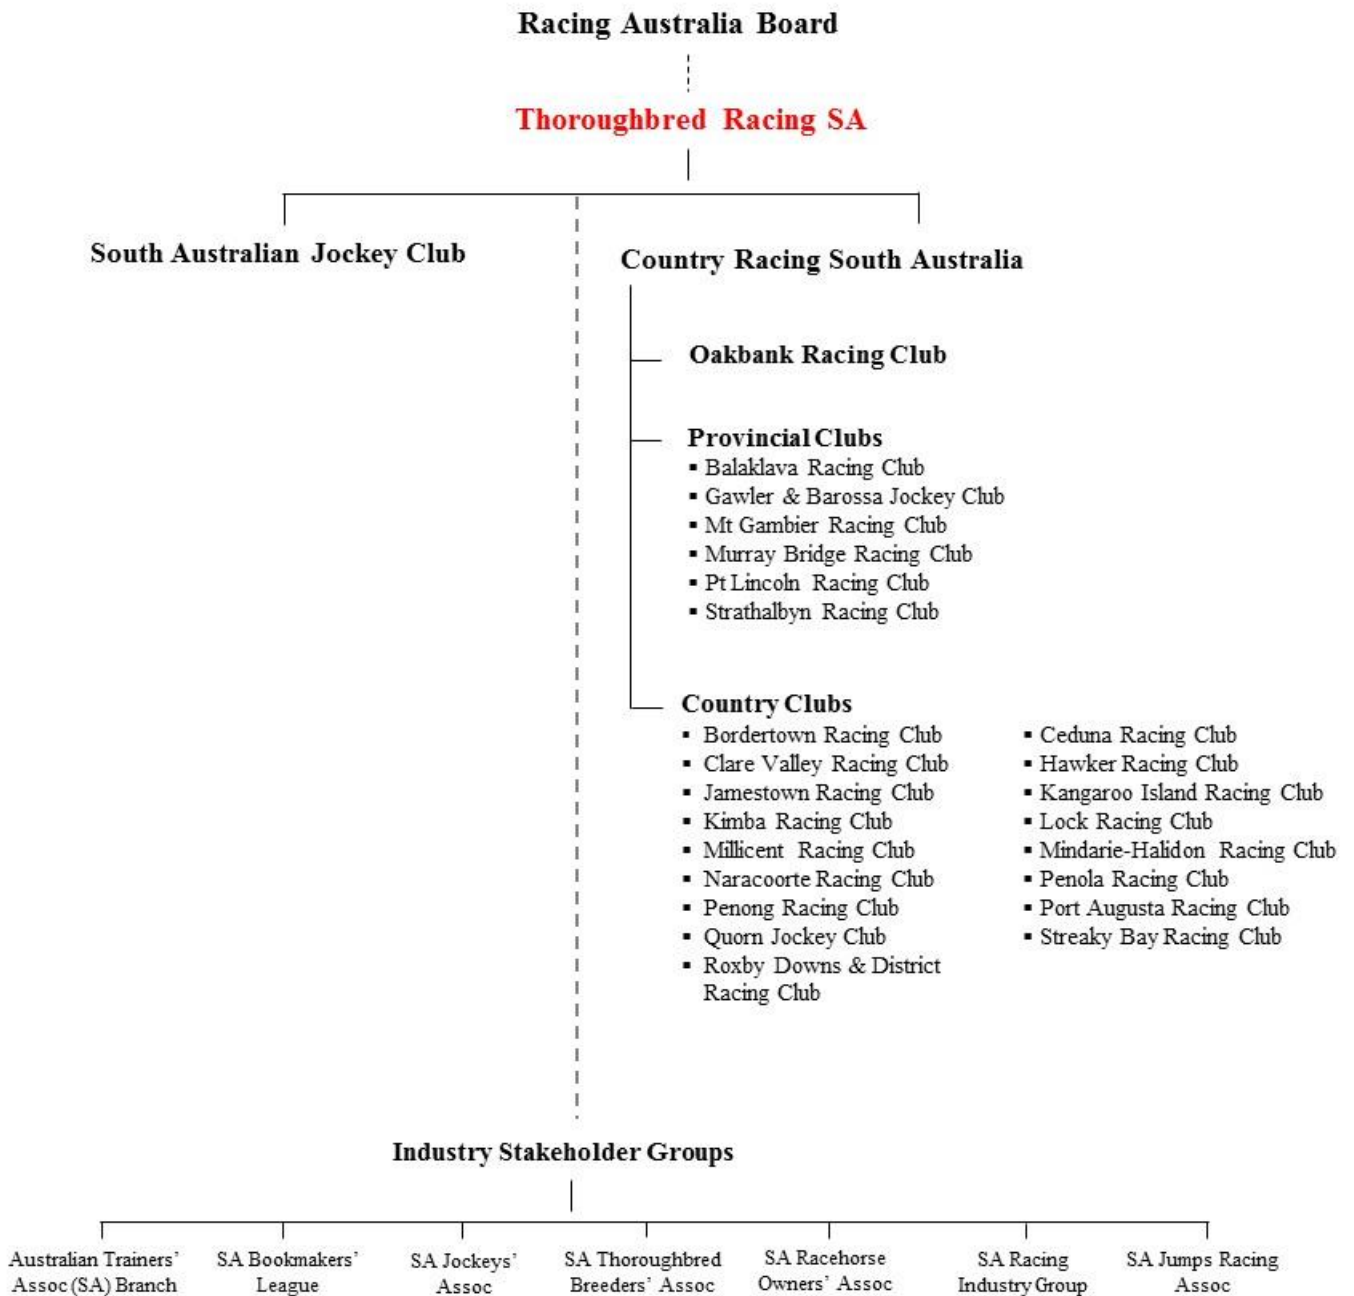 Racing Australia Board
Thoroughbred Racing SA
South Australian Jockey Club
Country Racing South Australia
Oakbank Racing Club
Provincial Clubs
▪ Balaklava Racing Club
▪ Gawler & Barossa Jockey Club
▪ Mt Gambier Racing Club
▪ Murray Bridge Racing Club
▪ Pt Lincoln Racing Club
▪ Strathalbyn Racing Club
Country Clubs
▪ Bordertown Racing Club
▪ Clare Valley Racing Club
▪ Jamestown Racing Club
▪ Kimba Racing Club
▪ Millicent Racing Club
▪ Naracoorte Racing Club
▪ Penong Racing Club
▪ Quorn Jockey Club
▪ Roxby Downs & District
Racing Club
▪ Ceduna Racing Club
▪ Hawker Racing Club
▪ Kangaroo Island Racing Club
▪ Lock Racing Club
▪ Mindarie-Halidon Racing Club
▪ Penola Racing Club
▪ Port Augusta Racing Club
▪ Streaky Bay Racing Club
Industry Stakeholder Groups
Australian Trainers’
Assoc (SA) Branch
SA Bookmakers’
League
SA Jockeys’
Assoc
SA Thoroughbred
Breeders’ Assoc
SA Racehorse
Owners’ Assoc
SA Racing
Industry Group
SA Jumps Racing
Assoc